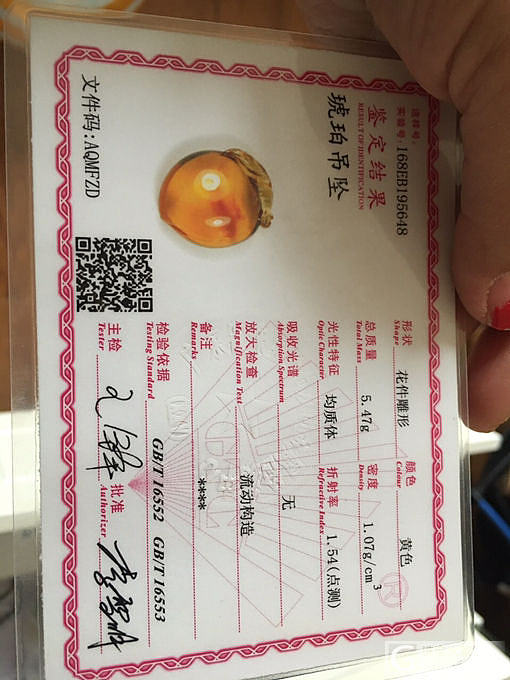 送样号:
实验号:168EB195648
鉴定结果
RESULT OF IDENTIFICATION
琥珀吊坠
文件码:AQMFZD
形状 花件雕形 颜色 黄色
Shape Colour
总质量 5.47g 密度 1.07g/cm³
Total Mass Density
光性特征 均质体 折射率 1.54(点测)
Optic Character Refractive Index
吸收光谱 无
Absorption Spectrum
放大检查 流动构造
Magnification Test
备注 ****
Remarks
检验依据 GB/T 16552 GB/T 16553
Testing Standard
主检 批准
Tester Authorizer
®